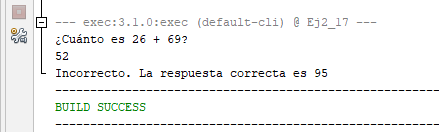 --- exec:3.1.0:exec (default-cli) @ Ej2_17 ---
¿Cuánto es 26 + 69?
52
Incorrecto. La respuesta correcta es 95
------------------------------------------------------
BUILD SUCCESS
------------------------------------------------------